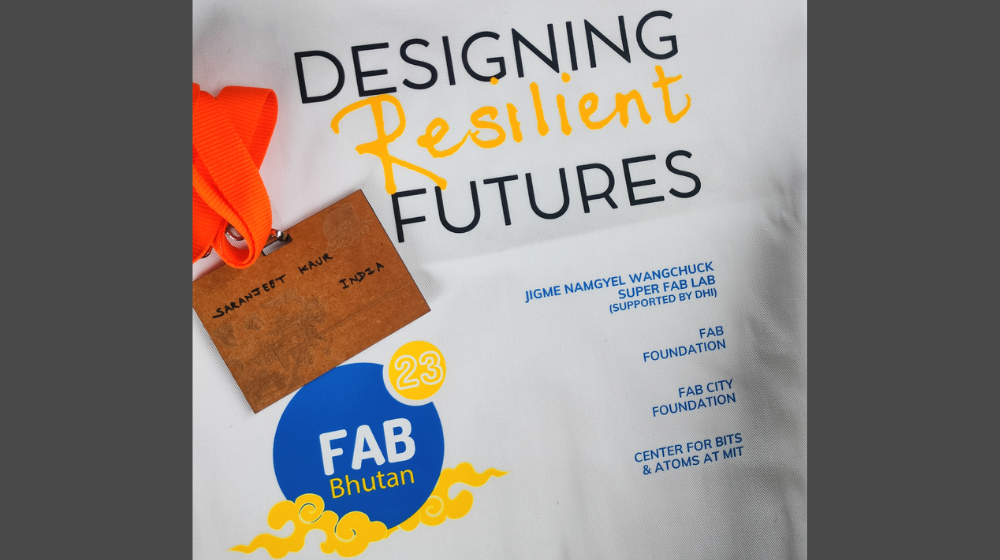 DESIGNING
Resilient
FUTURES
SARANJEET KAUR
INDIA
JIGME NAMGYEL WANGCHUCK
SUPER FAB LAB
(SUPPORTED BY DHI)
FAB
FOUNDATION
FAB CITY
FOUNDATION
CENTER FOR BITS
& ATOMS AT MIT
23
FAB
Bhutan